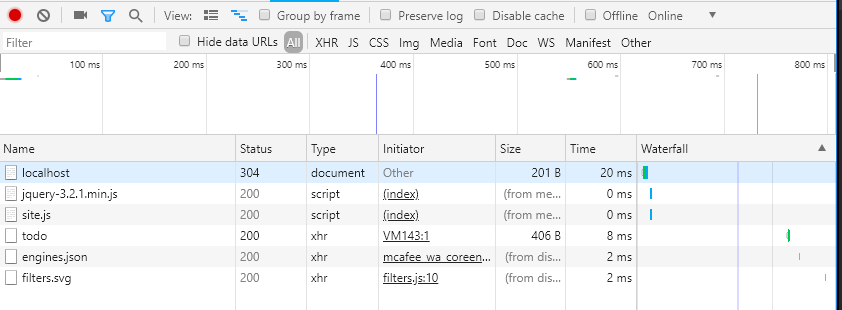 View: Group by frame Preserve log Disable cache Offline Online
Filter Hide data URLs All XHR JS CSS Img Media Font Doc WS Manifest Other
100 ms 200 ms 300 ms 400 ms 500 ms 600 ms 700 ms 800 ms
Name Status Type Initiator Size Time Waterfall
localhost 304 document Other 201 B 20 ms
jquery-3.2.1.min.js 200 script (index) (from me... 0 ms
site.js 200 script (index) (from me... 0 ms
todo 200 xhr VM143:1 406 B 8 ms
engines.json 200 xhr mcafee_wa_coreen... (from dis... 2 ms
filters.svg 200 xhr filters.js:10 (from dis... 2 ms